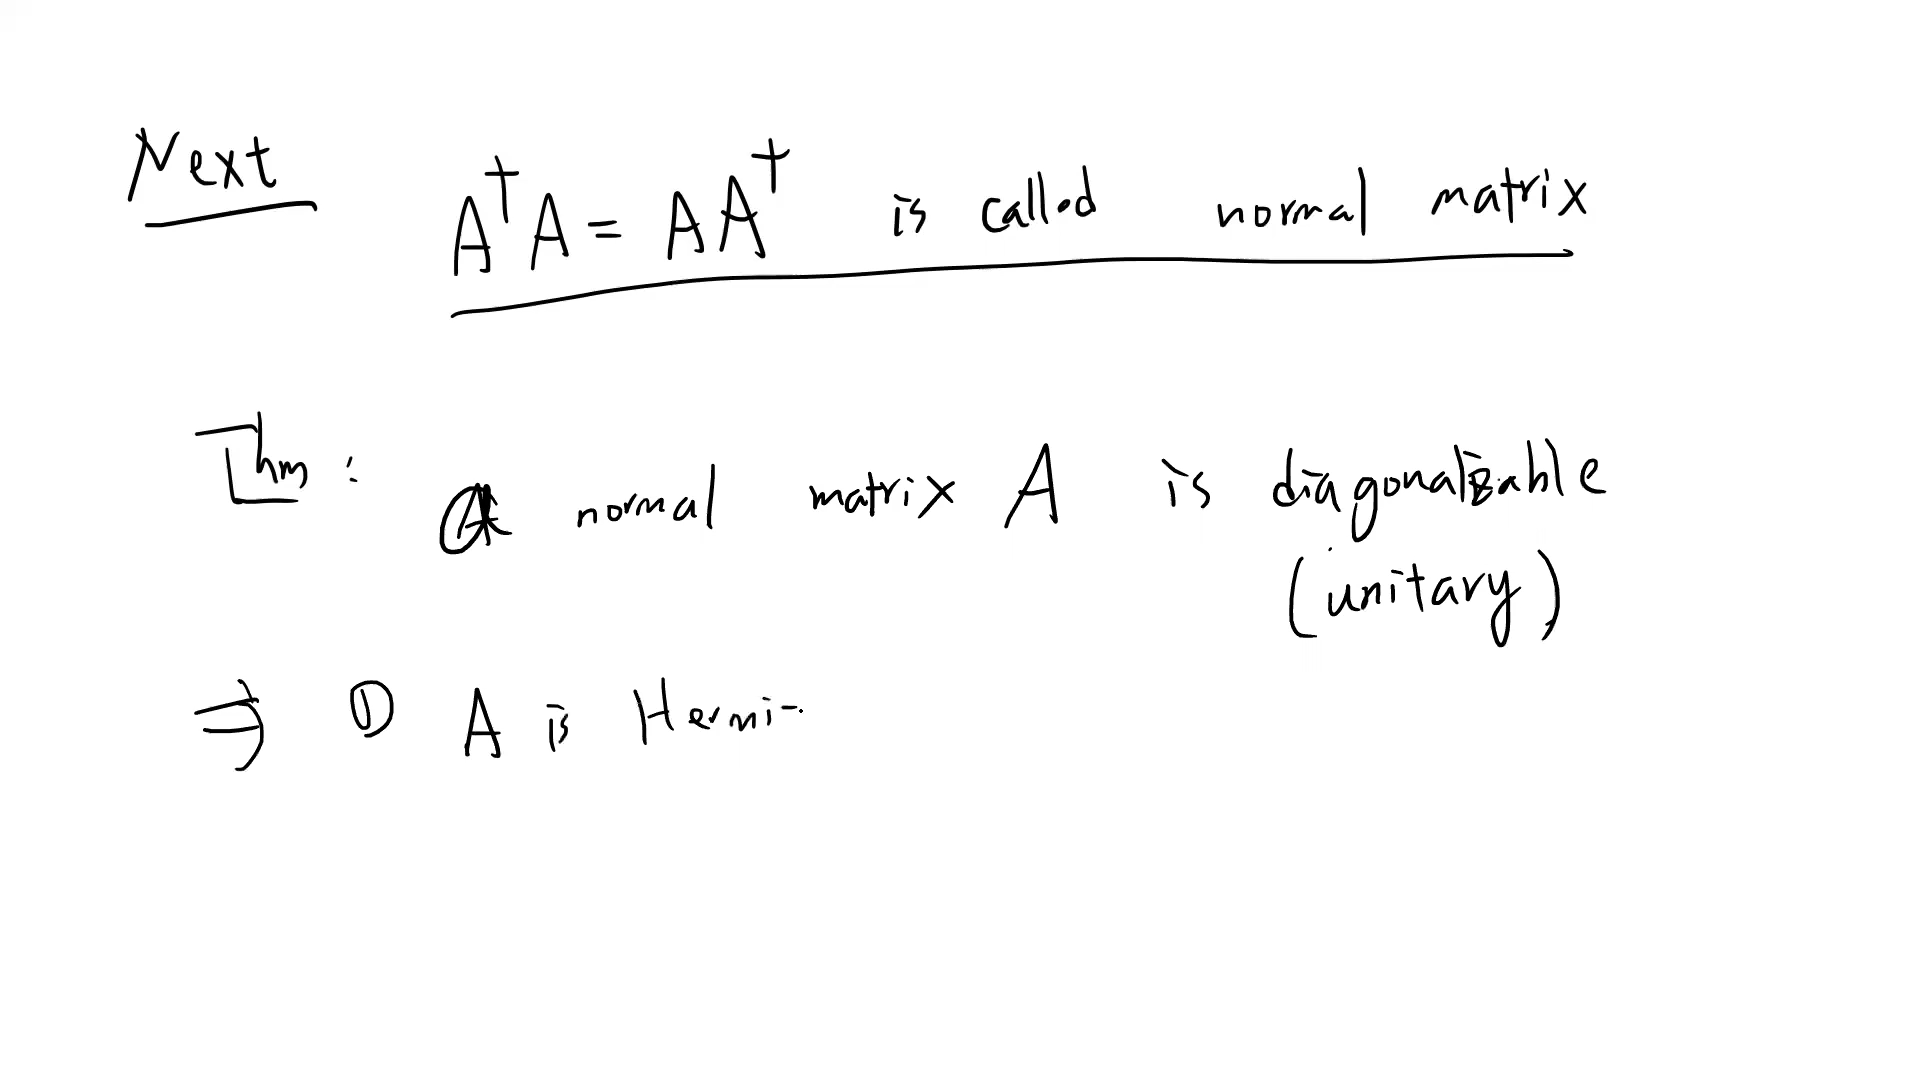 Next
A†A = AA† is called normal matrix
Thm : A normal matrix A is diagonalizable
(unitary)
⇒ ① A is Hermi-